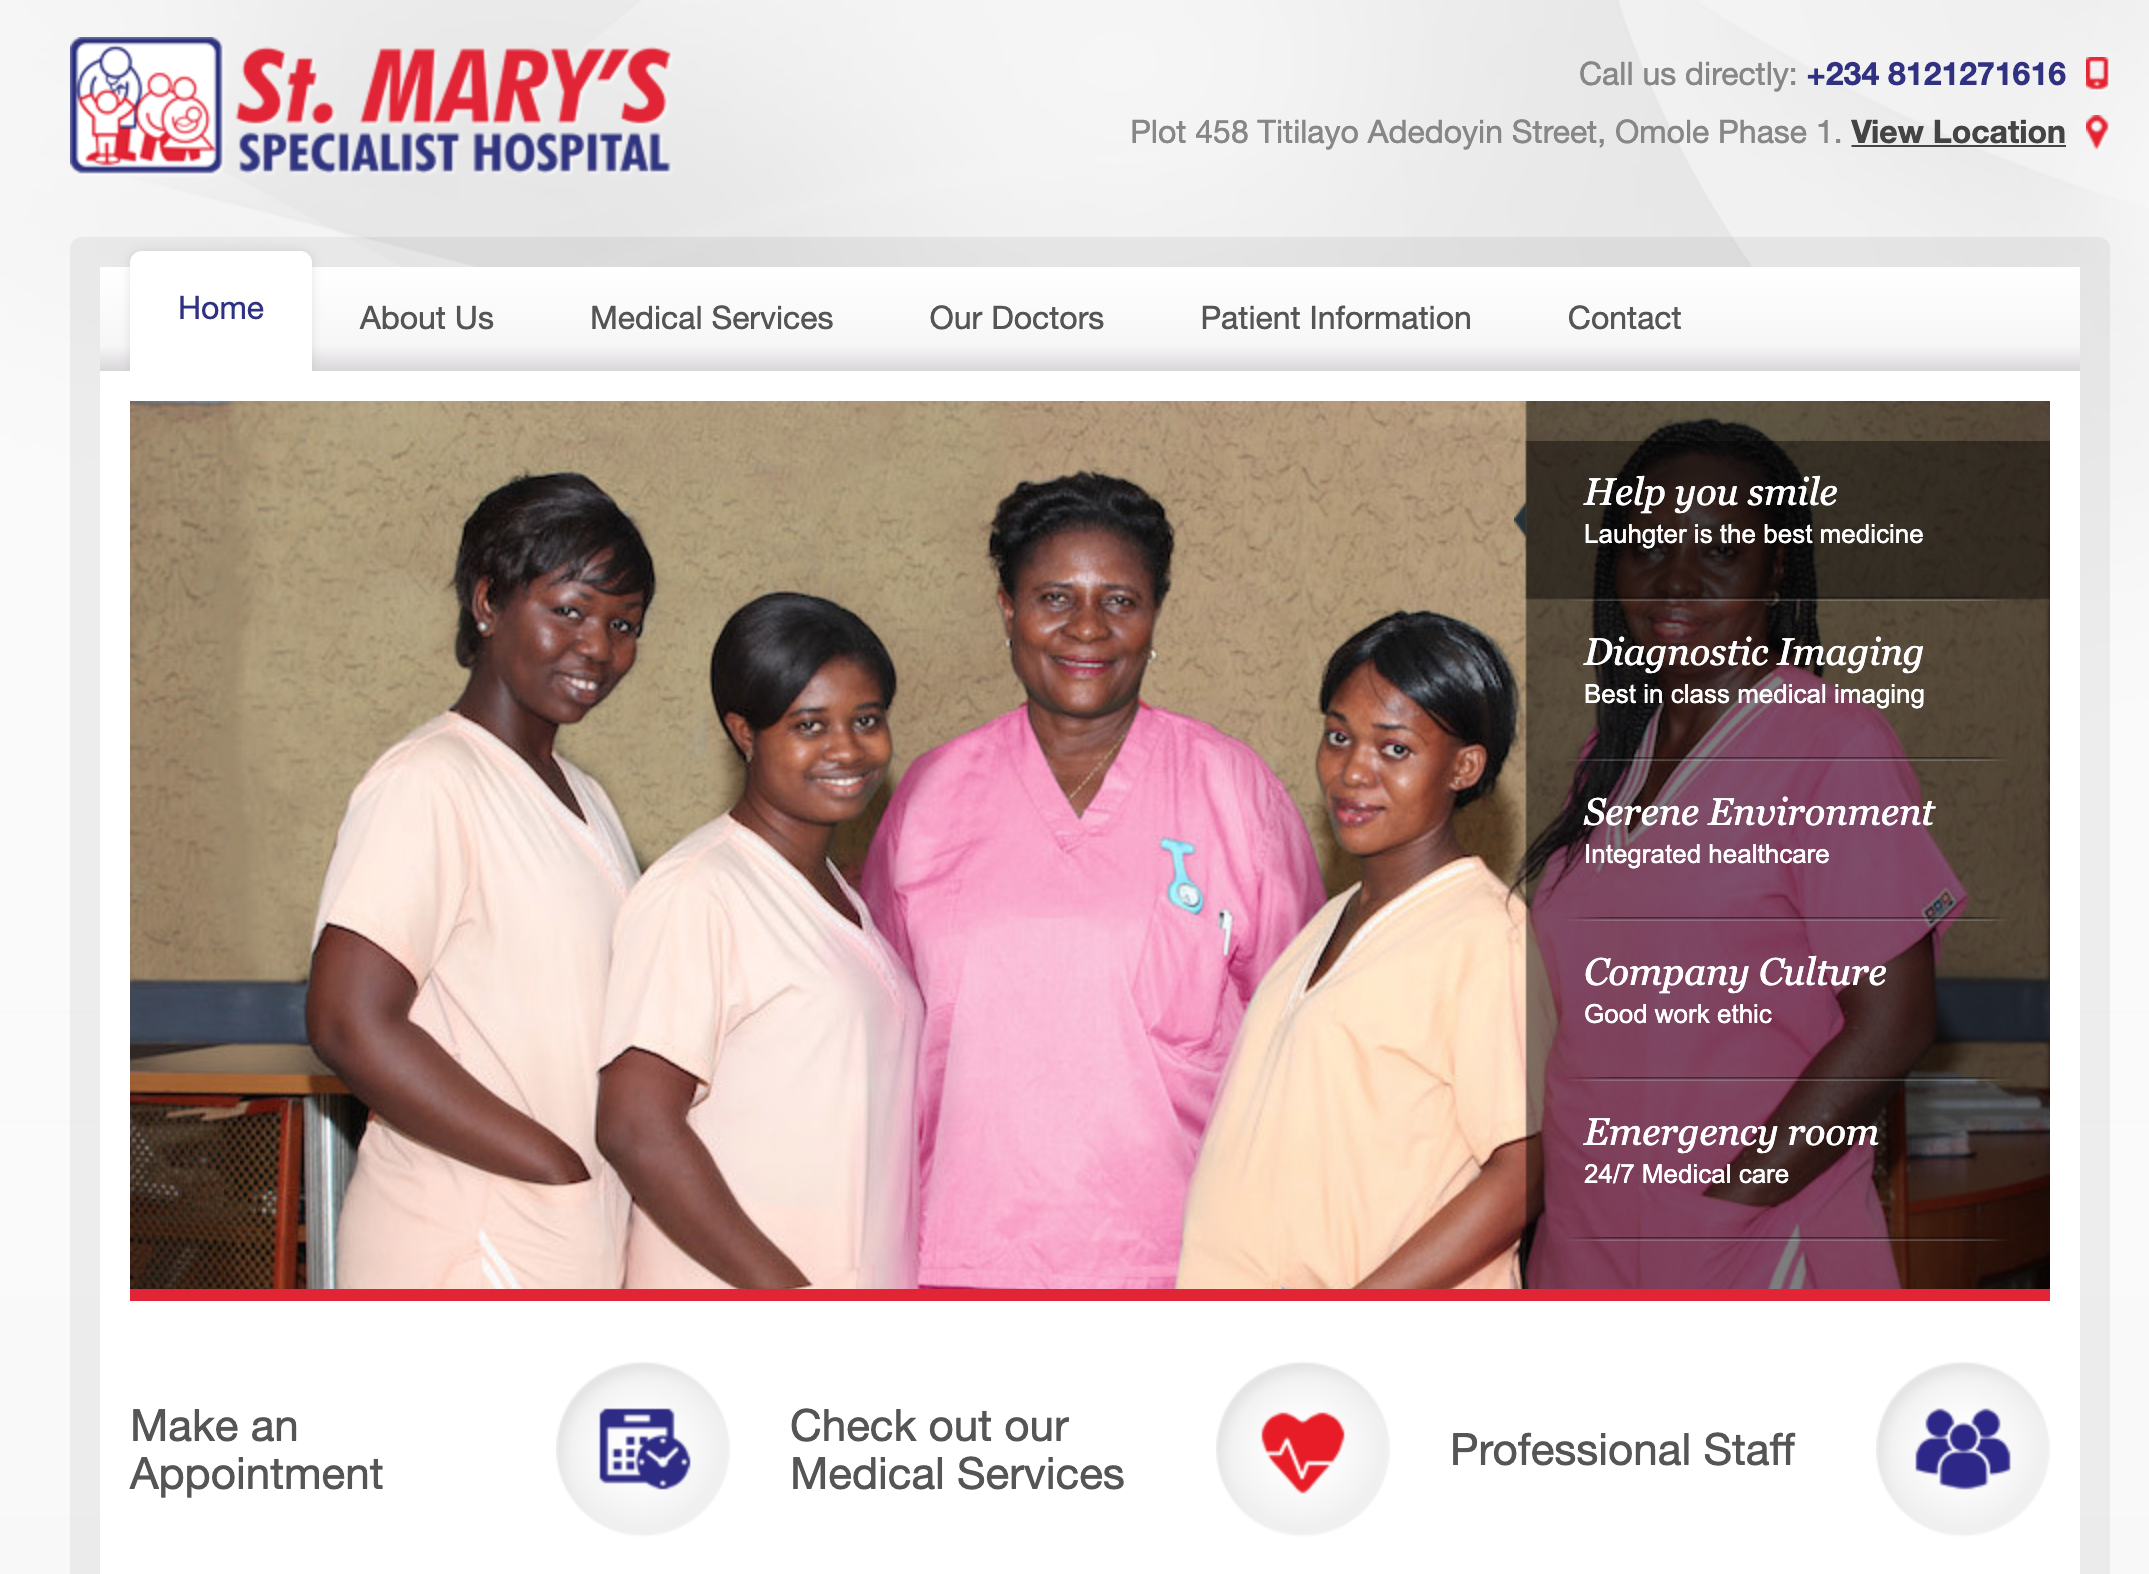 St. MARY'S
SPECIALIST HOSPITAL
Call us directly: +234 8121271616
Plot 458 Titilayo Adedoyin Street, Omole Phase 1. View Location
Home
About Us
Medical Services
Our Doctors
Patient Information
Contact
Help you smile
Lauhgter is the best medicine
Diagnostic Imaging
Best in class medical imaging
Serene Environment
Integrated healthcare
Company Culture
Good work ethic
Emergency room
24/7 Medical care
Make an
Appointment
Check out our
Medical Services
Professional Staff